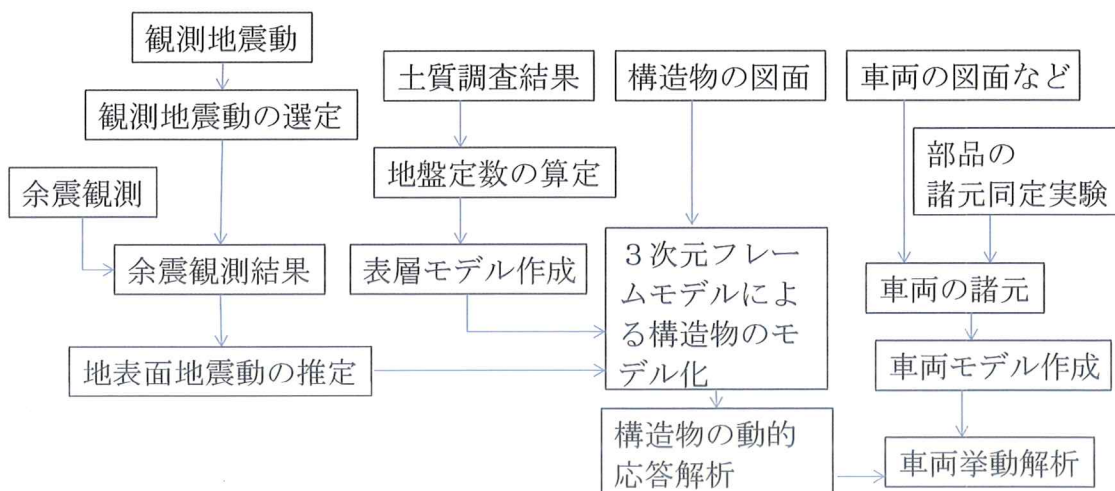 観測地震動
観測地震動の選定
余震観測
余震観測結果
地表面地震動の推定
土質調査結果
地盤定数の算定
表層モデル作成
構造物の図面
3次元フレー
ムモデルによ
る構造物のモ
デル化
構造物の動的
応答解析
車両の図面など
部品の
諸元同定実験
車両の諸元
車両モデル作成
車両挙動解析